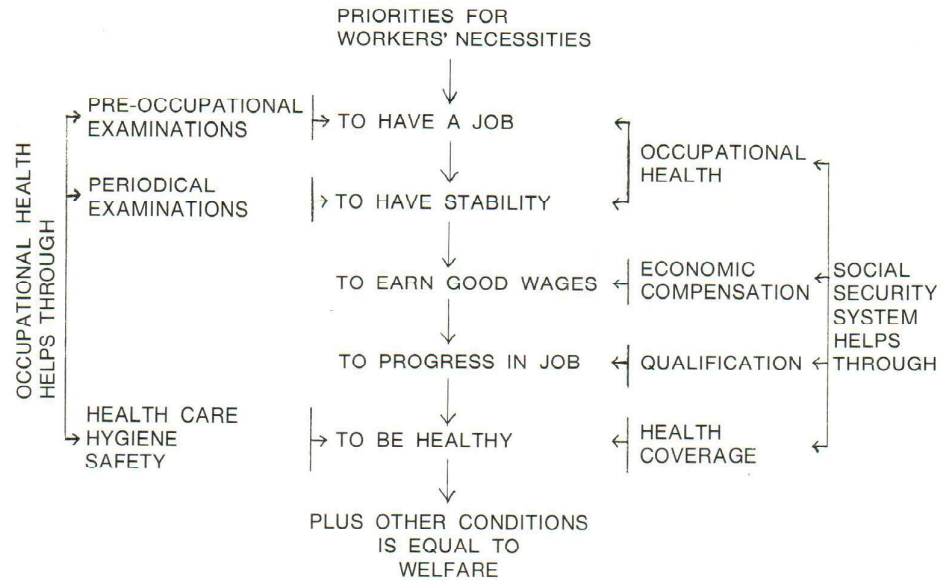 PRIORITIES FOR
WORKERS' NECESSITIES
OCCUPATIONAL HEALTH
HELPS THROUGH
PRE-OCCUPATIONAL
EXAMINATIONS
TO HAVE A JOB
OCCUPATIONAL
HEALTH
PERIODICAL
EXAMINATIONS
TO HAVE STABILITY
TO EARN GOOD WAGES
ECONOMIC
COMPENSATION
SOCIAL
SECURITY
SYSTEM
HELPS
THROUGH
TO PROGRESS IN JOB
QUALIFICATION
HEALTH CARE
HYGIENE
SAFETY
TO BE HEALTHY
HEALTH
COVERAGE
PLUS OTHER CONDITIONS
IS EQUAL TO
WELFARE